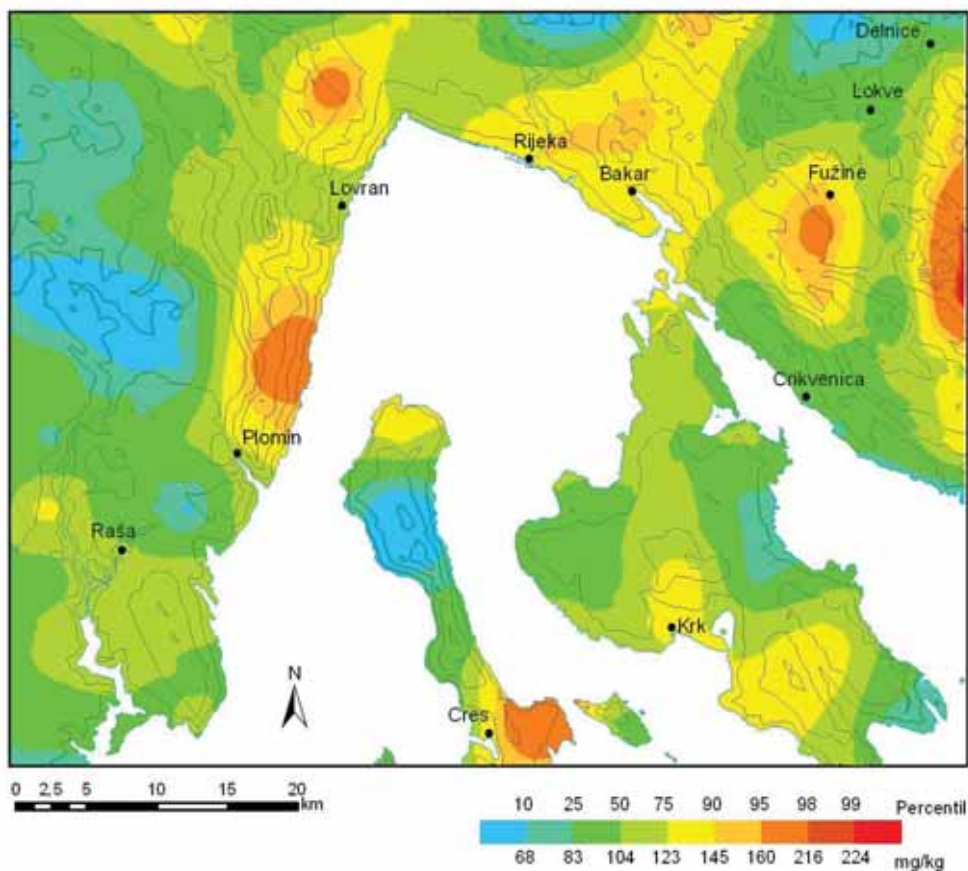 Delnice
Lokve
Rijeka
Bakar
Fužine
Lovran
Crikvenica
Plomin
Raša
Krk
N
Cres
0 2,5 5 10 15 20
km
10 25 50 75 90 95 98 99 Percentil
68 83 104 123 145 160 216 224 mg/kg